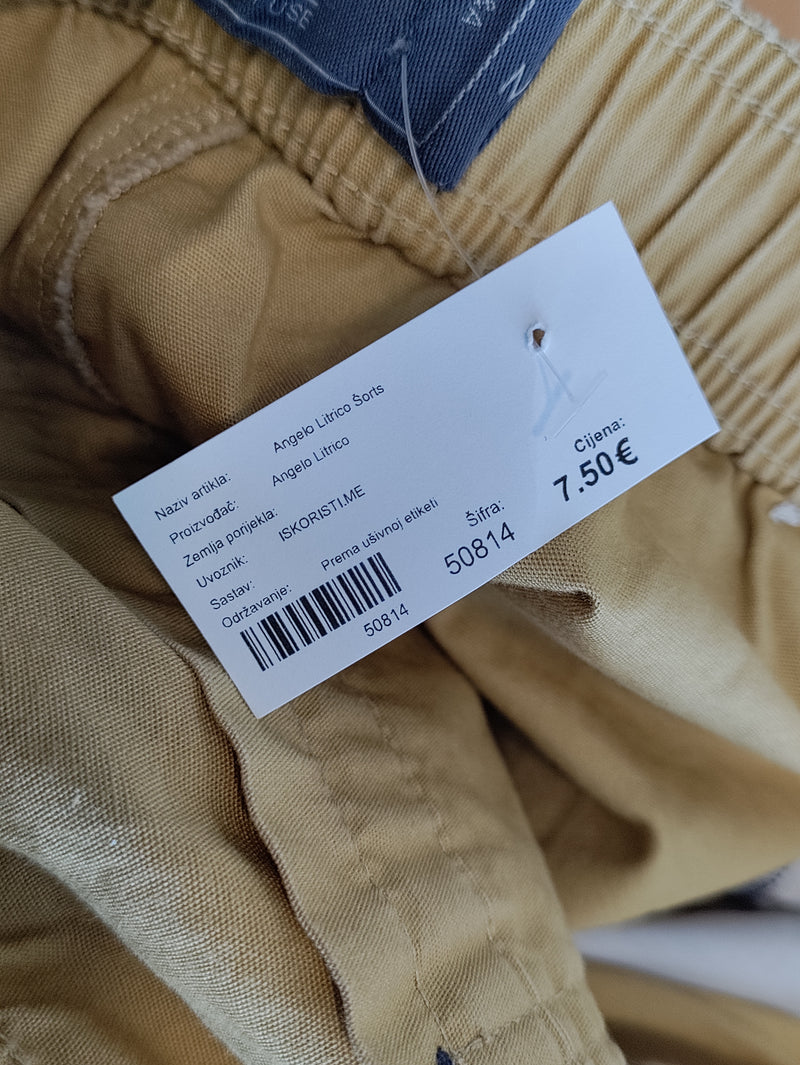 USE
&A
N
Naziv artikla: Angelo Litrico Šorts
Proizvođač: Angelo Litrico
Zemlja porijekla:
Uvoznik: ISKORISTI.ME
Sastav:
Održavanje: Prema ušivnoj etiketi
50814
Šifra:
50814
Cijena:
7.50€